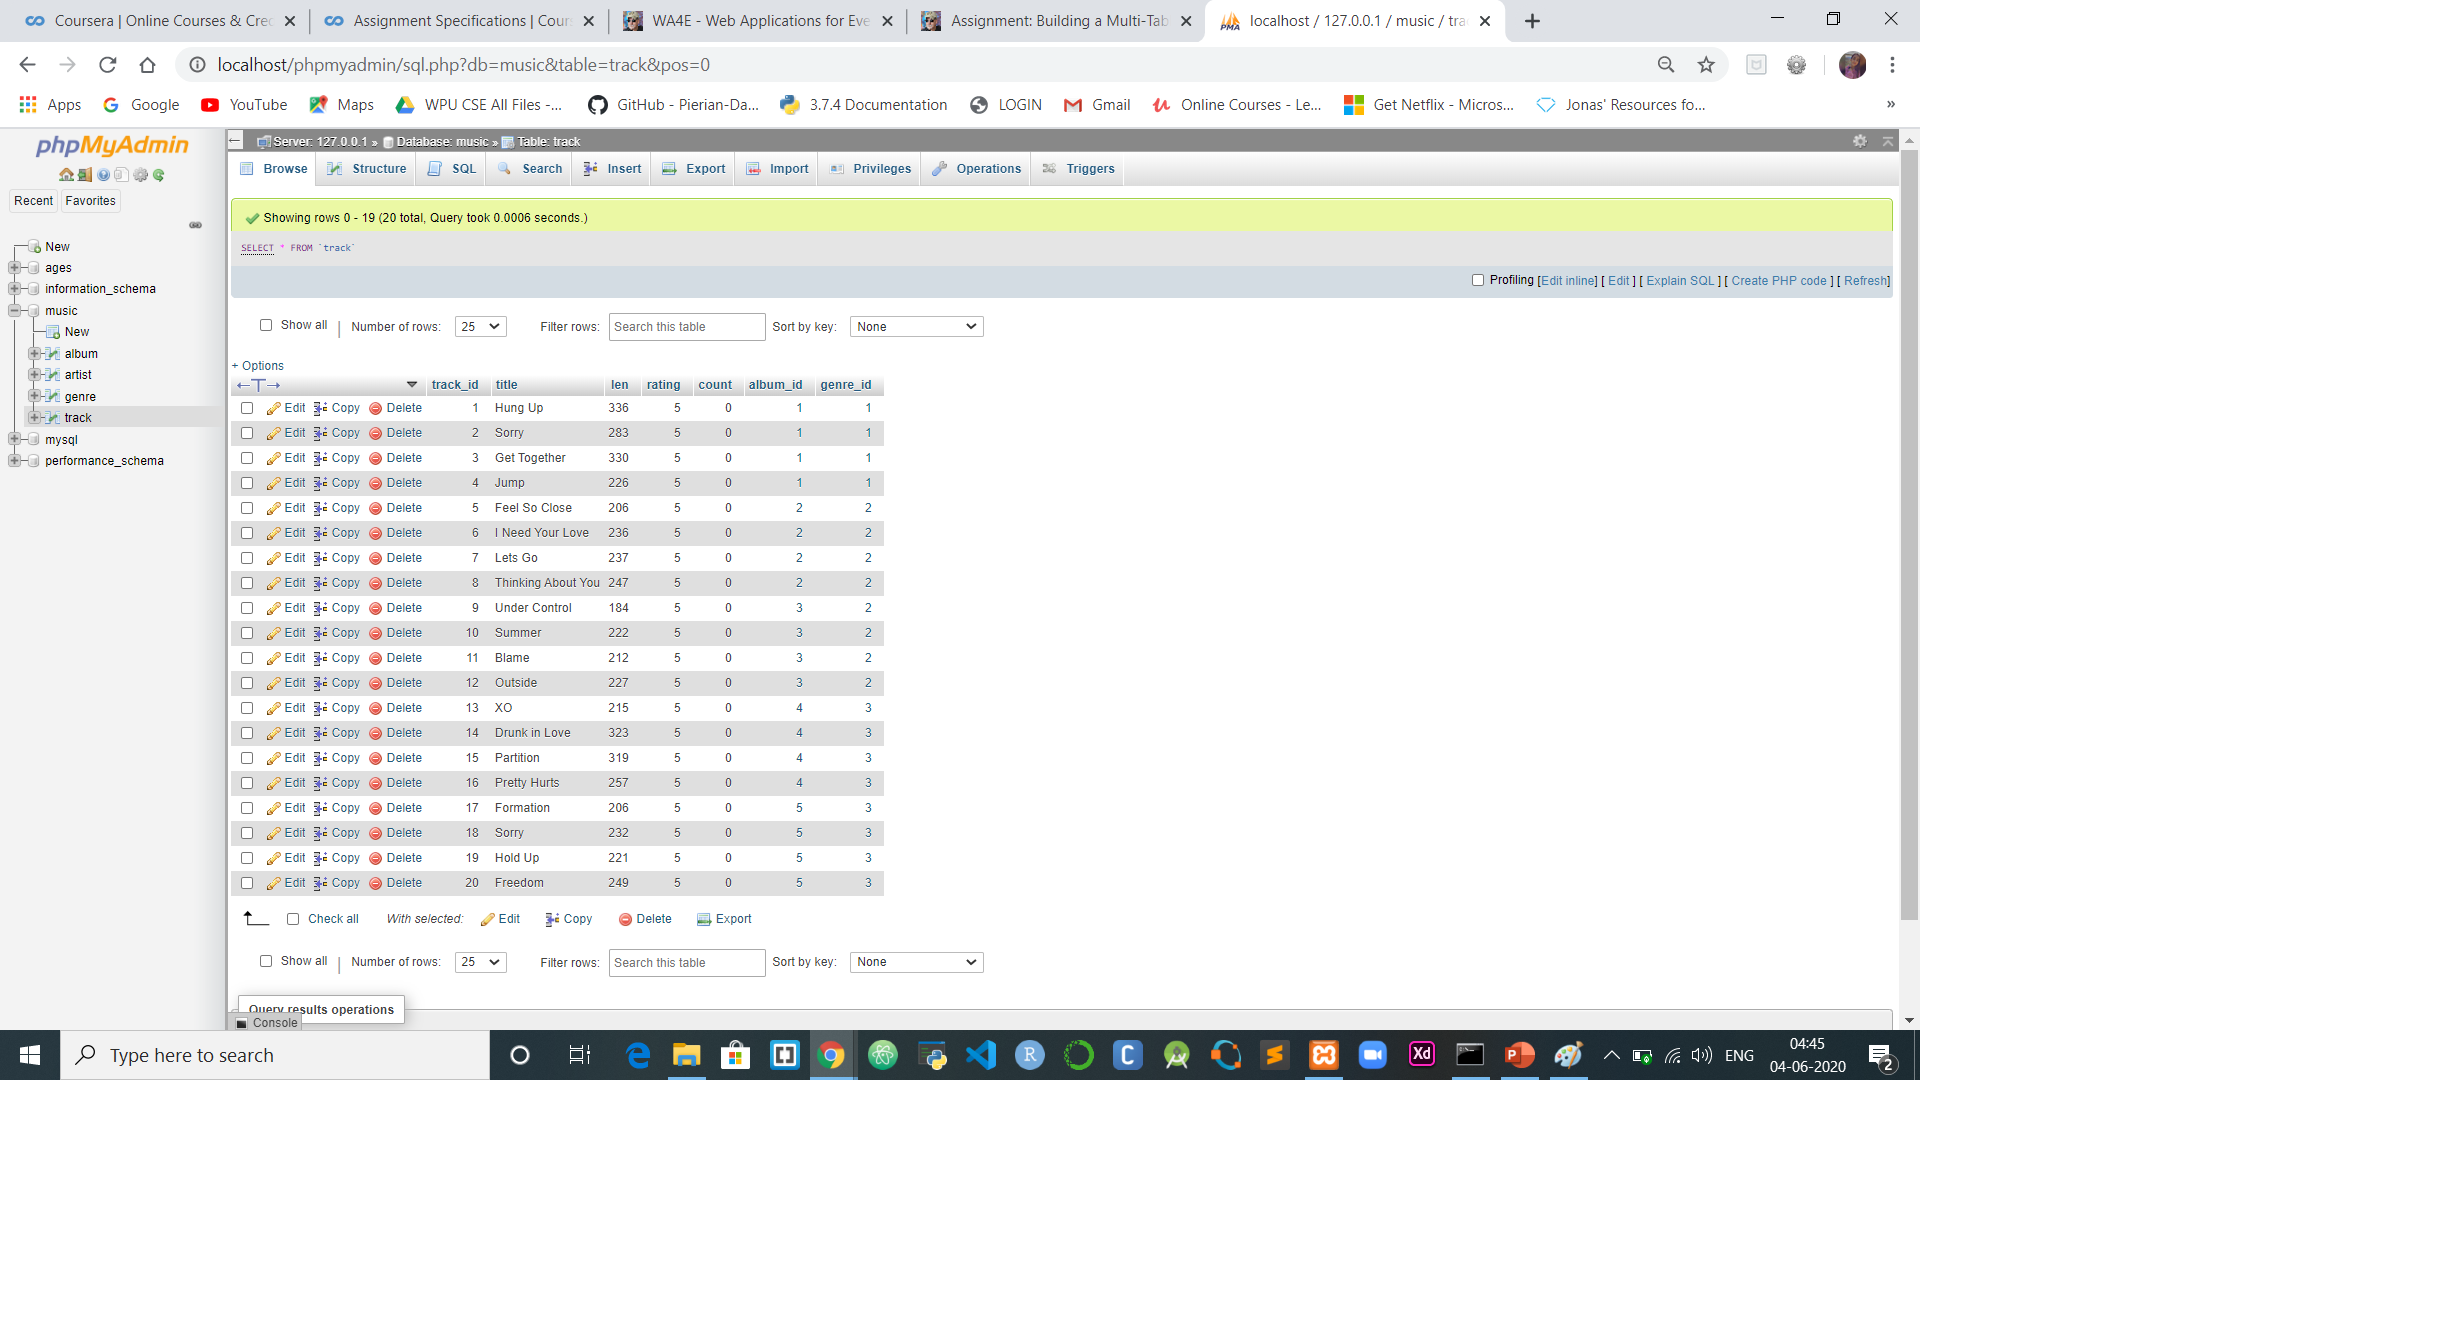 Coursera | Online Courses & Cred
Assignment Specifications | Cour
WA4E - Web Applications for Eve
Assignment: Building a Multi-Tab
localhost / 127.0.0.1 / music / tra
localhost/phpmyadmin/sql.php?db=music&table=track&pos=0
Apps Google YouTube Maps WPU CSE All Files -... GitHub - Pierian-Da... 3.7.4 Documentation LOGIN Gmail Online Courses - Le... Get Netflix - Micros... Jonas' Resources fo... »
phpMyAdmin
Recent Favorites
New
ages
information_schema
music
New
album
artist
genre
track
mysql
performance_schema
Server: 127.0.0.1 » Database: music » Table: track
Browse Structure SQL Search Insert Export Import Privileges Operations Triggers
Showing rows 0 - 19 (20 total, Query took 0.0006 seconds.)
SELECT * FROM `track`
Profiling [Edit inline] [ Edit ] [ Explain SQL ] [ Create PHP code ] [ Refresh]
Show all | Number of rows: 25 Filter rows: Search this table Sort by key: None
+ Options
←T→ track_id title len rating count album_id genre_id
Edit Copy Delete 1 Hung Up 336 5 0 1 1
Edit Copy Delete 2 Sorry 283 5 0 1 1
Edit Copy Delete 3 Get Together 330 5 0 1 1
Edit Copy Delete 4 Jump 226 5 0 1 1
Edit Copy Delete 5 Feel So Close 206 5 0 2 2
Edit Copy Delete 6 I Need Your Love 236 5 0 2 2
Edit Copy Delete 7 Lets Go 237 5 0 2 2
Edit Copy Delete 8 Thinking About You 247 5 0 2 2
Edit Copy Delete 9 Under Control 184 5 0 3 2
Edit Copy Delete 10 Summer 222 5 0 3 2
Edit Copy Delete 11 Blame 212 5 0 3 2
Edit Copy Delete 12 Outside 227 5 0 3 2
Edit Copy Delete 13 XO 215 5 0 4 3
Edit Copy Delete 14 Drunk in Love 323 5 0 4 3
Edit Copy Delete 15 Partition 319 5 0 4 3
Edit Copy Delete 16 Pretty Hurts 257 5 0 4 3
Edit Copy Delete 17 Formation 206 5 0 5 3
Edit Copy Delete 18 Sorry 232 5 0 5 3
Edit Copy Delete 19 Hold Up 221 5 0 5 3
Edit Copy Delete 20 Freedom 249 5 0 5 3
Check all With selected: Edit Copy Delete Export
Show all | Number of rows: 25 Filter rows: Search this table Sort by key: None
Query results operations
Console
Type here to search
ENG
04:45
04-06-2020
2